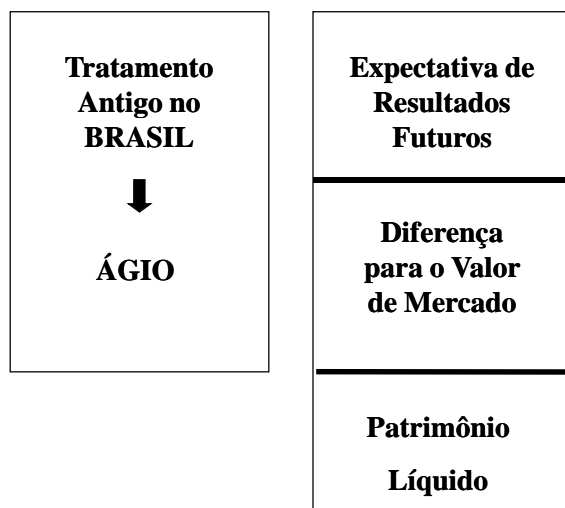 Tratamento
Antigo no
BRASIL
ÁGIO
Expectativa de
Resultados
Futuros
Diferença
para o Valor
de Mercado
Patrimônio
Líquido